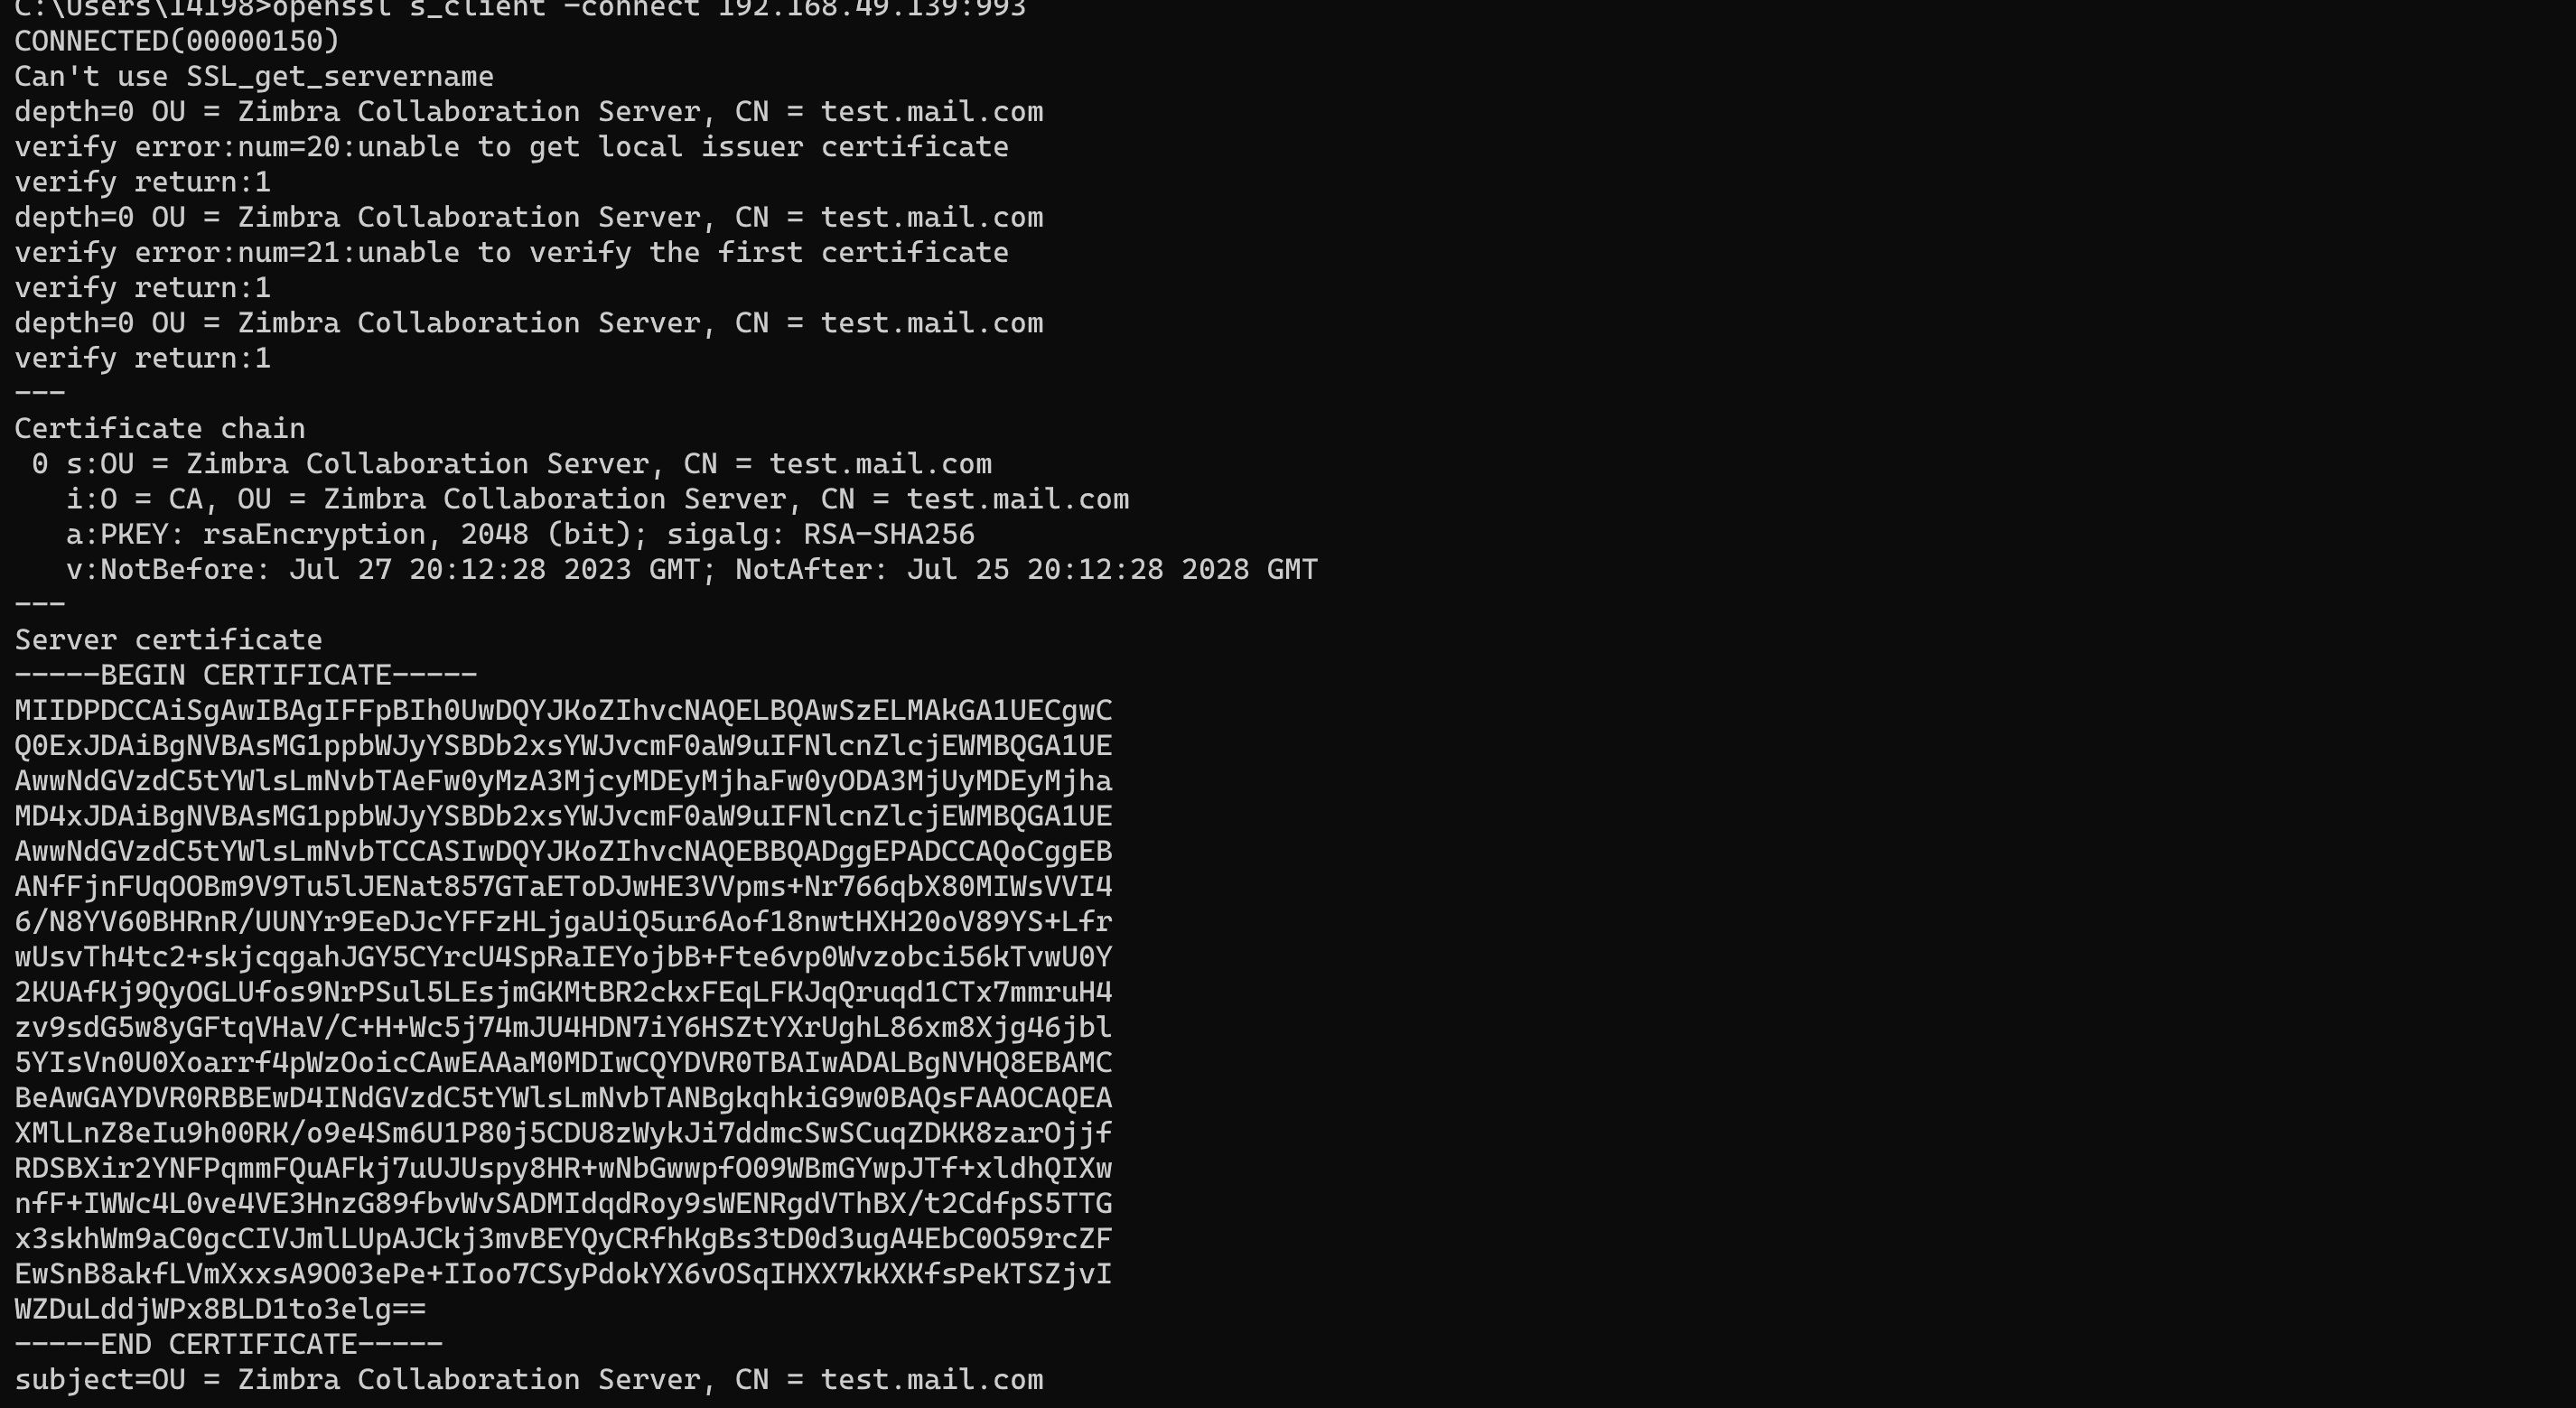 C:\Users\14198>openssl s_client -connect 192.168.49.139:993
CONNECTED(00000150)
Can't use SSL_get_servername
depth=0 OU = Zimbra Collaboration Server, CN = test.mail.com
verify error:num=20:unable to get local issuer certificate
verify return:1
depth=0 OU = Zimbra Collaboration Server, CN = test.mail.com
verify error:num=21:unable to verify the first certificate
verify return:1
depth=0 OU = Zimbra Collaboration Server, CN = test.mail.com
verify return:1
---
Certificate chain
 0 s:OU = Zimbra Collaboration Server, CN = test.mail.com
   i:O = CA, OU = Zimbra Collaboration Server, CN = test.mail.com
   a:PKEY: rsaEncryption, 2048 (bit); sigalg: RSA-SHA256
   v:NotBefore: Jul 27 20:12:28 2023 GMT; NotAfter: Jul 25 20:12:28 2028 GMT
---
Server certificate
-----BEGIN CERTIFICATE-----
MIIDPDCCAiSgAwIBAgIFFpBIh0UwDQYJKoZIhvcNAQELBQAwSzELMAkGA1UECgwC
Q0ExJDAiBgNVBAsMG1ppbWJyYSBDb2xsYWJvcmF0aW9uIFNlcnZlcjEWMBQGA1UE
AwwNdGVzdC5tYWlsLmNvbTAeFw0yMzA3MjcyMDEyMjhaFw0yODA3MjUyMDEyMjha
MD4xJDAiBgNVBAsMG1ppbWJyYSBDb2xsYWJvcmF0aW9uIFNlcnZlcjEWMBQGA1UE
AwwNdGVzdC5tYWlsLmNvbTCCASIwDQYJKoZIhvcNAQEBBQADggEPADCCAQoCggEB
ANfFjnFUqOOBm9V9Tu5lJENat857GTaEToDJwHE3VVpms+Nr766qbX80MIWsVVI4
6/N8YV60BHRnR/UUNYr9EeDJcYFFzHLjgaUiQ5ur6Aof18nwtHXH20oV89YS+Lfr
wUsvTh4tc2+skjcqgahJGY5CYrcU4SpRaIEYojbB+Fte6vp0Wvzobci56kTvwU0Y
2KUAfKj9QyOGLUfos9NrPSul5LEsjmGKMtBR2ckxFEqLFKJqQruqd1CTx7mmruH4
zv9sdG5w8yGFtqVHaV/C+H+Wc5j74mJU4HDN7iY6HSZtYXrUghL86xm8Xjg46jbl
5YIsVn0U0Xoarrf4pWzOoicCAwEAAaM0MDIwCQYDVR0TBAIwADALBgNVHQ8EBAMC
BeAwGAYDVR0RBBEwD4INdGVzdC5tYWlsLmNvbTANBgkqhkiG9w0BAQsFAAOCAQEA
XMlLnZ8eIu9h00RK/o9e4Sm6U1P80j5CDU8zWykJi7ddmcSwSCuqZDKK8zarOjjf
RDSBXir2YNFPqmmFQuAFkj7uUJUspy8HR+wNbGwwpfO09WBmGYwpJTf+xldhQIXw
nfF+IWWc4L0ve4VE3HnzG89fbvWvSADMIdqdRoy9sWENRgdVThBX/t2CdfpS5TTG
x3skhWm9aC0gcCIVJmlLUpAJCkj3mvBEYQyCRfhKgBs3tD0d3ugA4EbC0O59rcZF
EwSnB8akfLVmXxxsA9O03ePe+IIoo7CSyPdokYX6vOSqIHXX7kKXKfsPeKTSZjvI
WZDuLddjWPx8BLD1to3elg==
-----END CERTIFICATE-----
subject=OU = Zimbra Collaboration Server, CN = test.mail.com